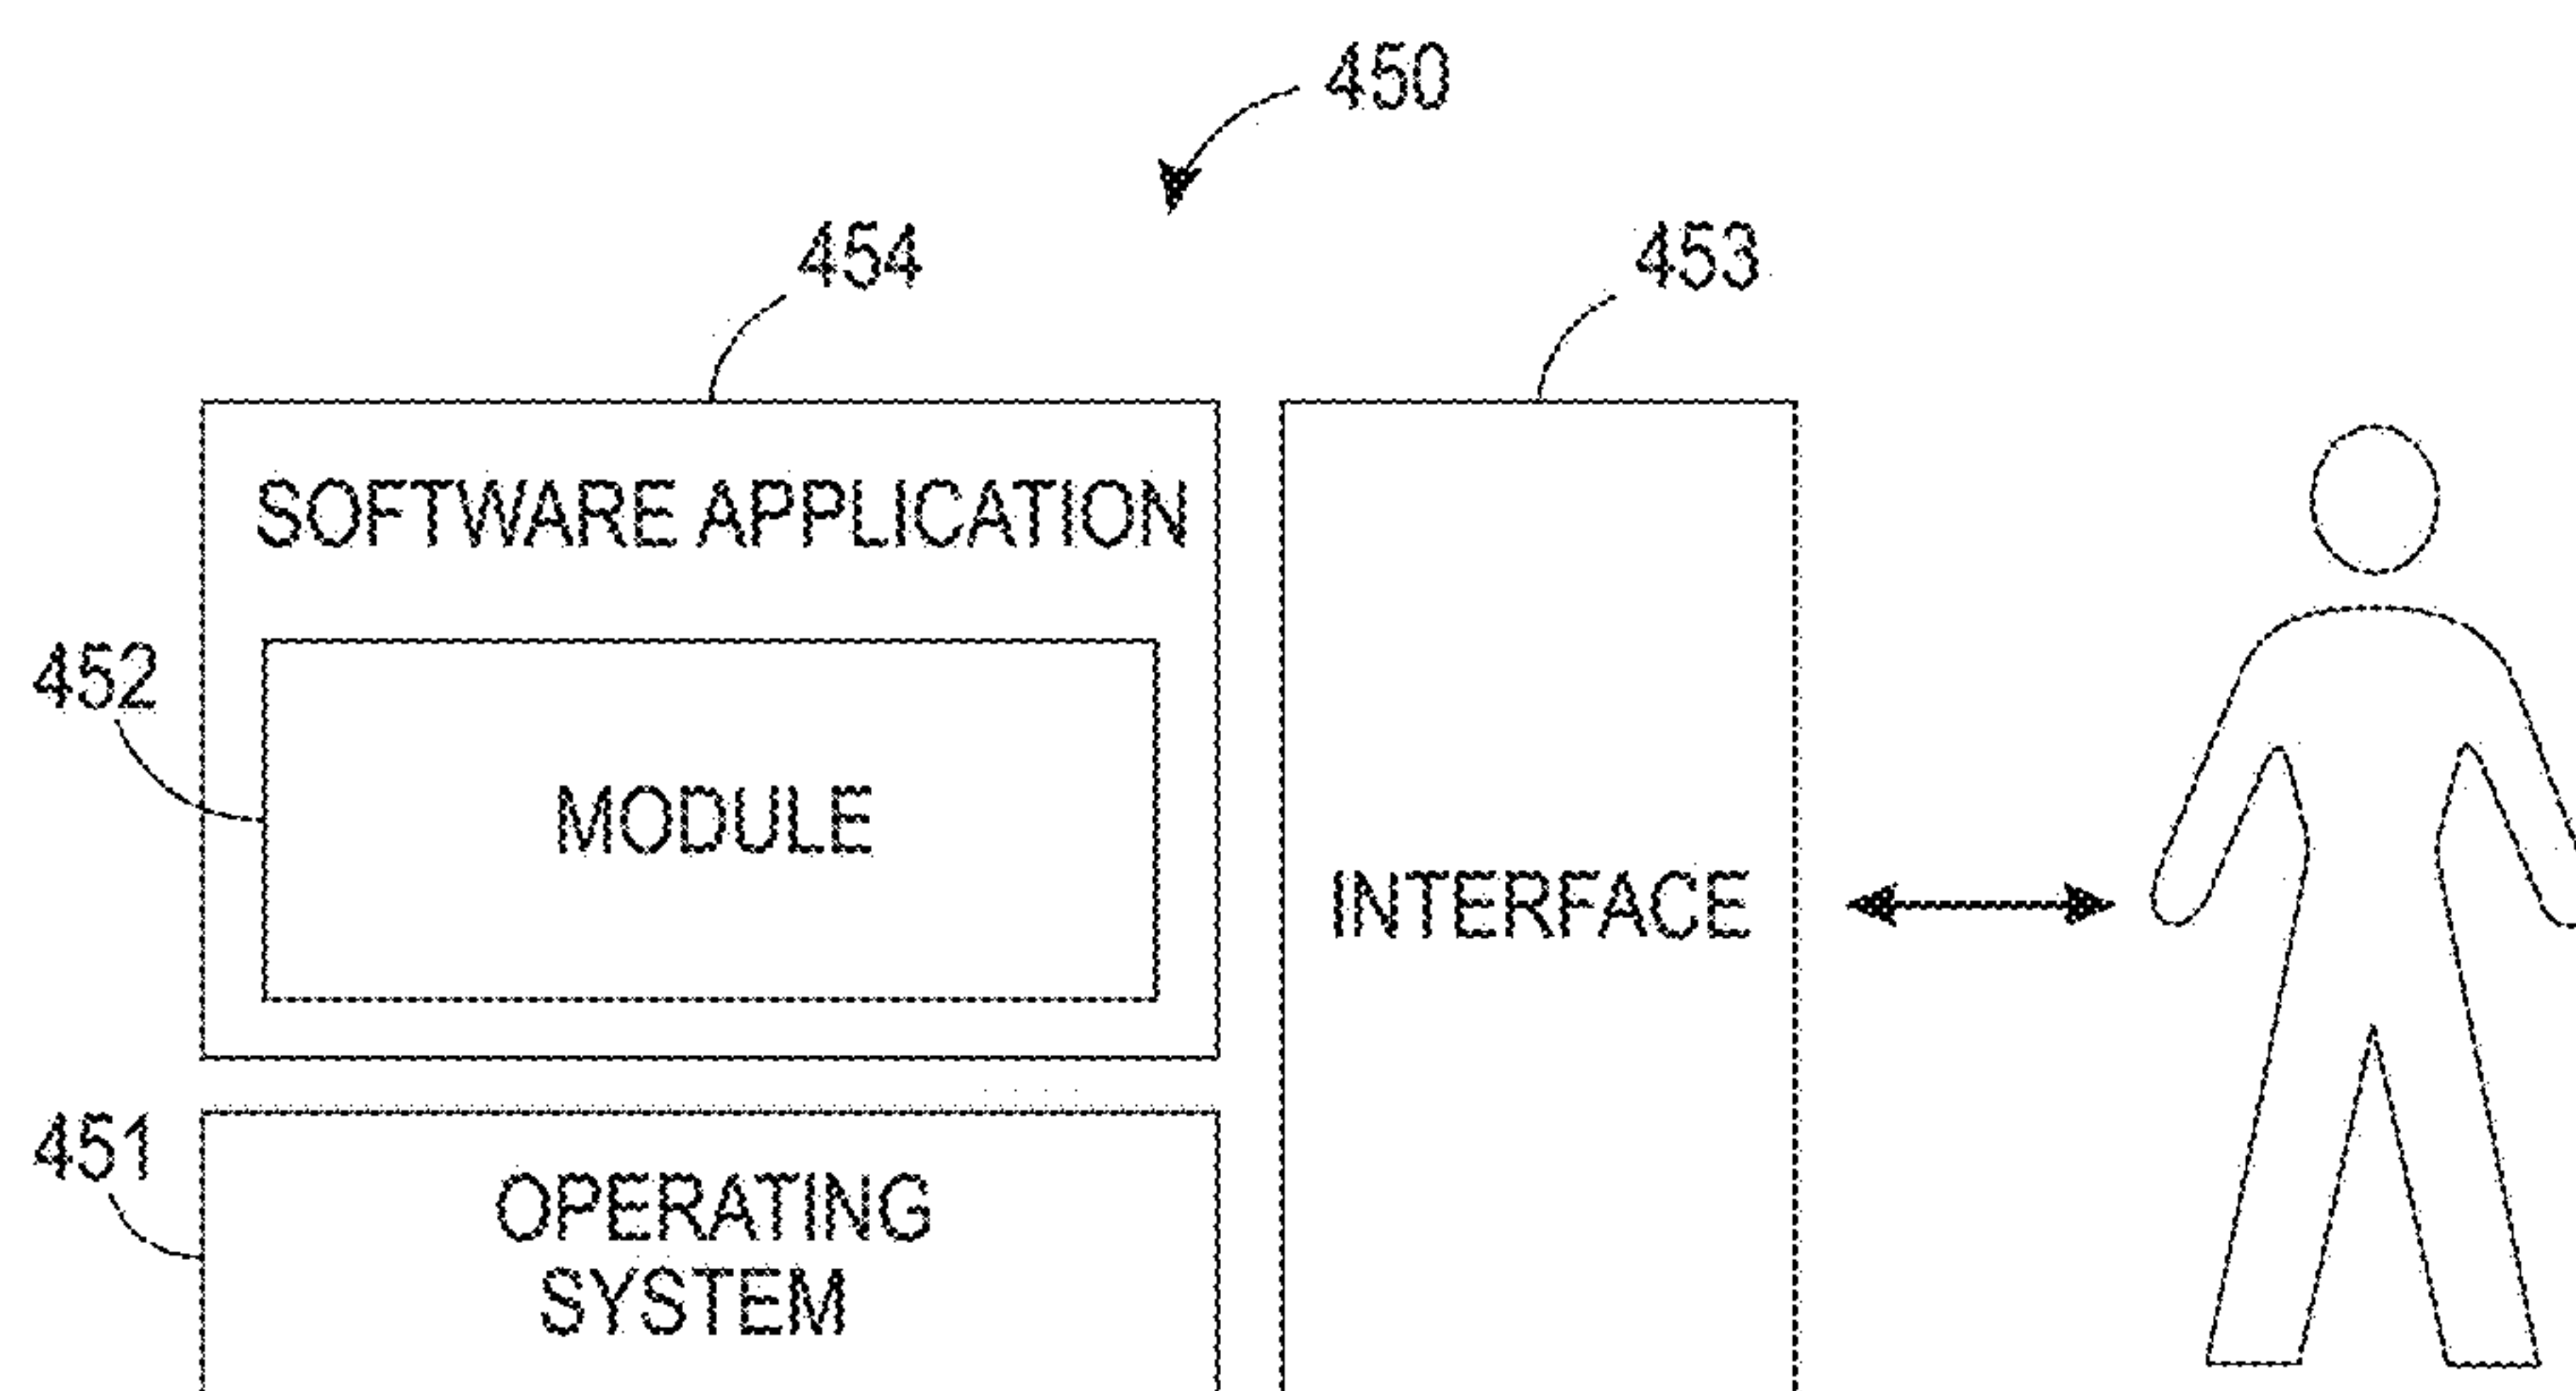 450
454
453
SOFTWARE APPLICATION
452
MODULE
INTERFACE
451
OPERATING
SYSTEM